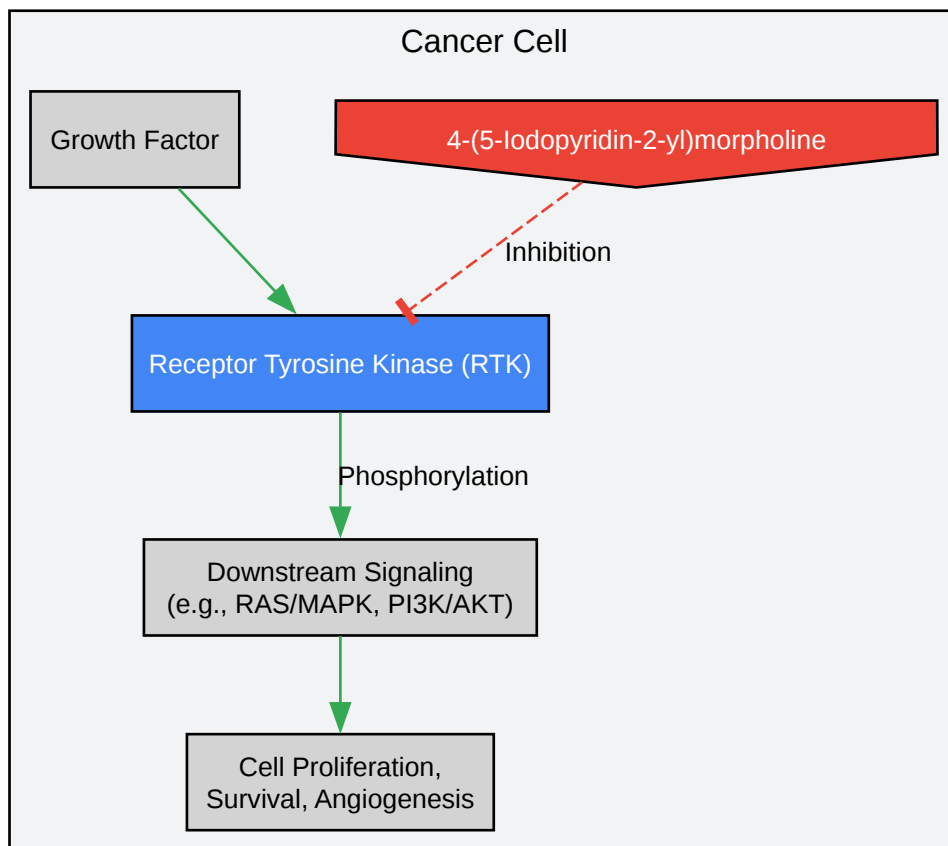 Cancer Cell
Growth Factor
4-(5-Iodopyridin-2-yl)morpholine
Inhibition
Receptor Tyrosine Kinase (RTK)
Phosphorylation
Downstream Signaling
(e.g., RAS/MAPK, PI3K/AKT)
Cell Proliferation,
Survival, Angiogenesis